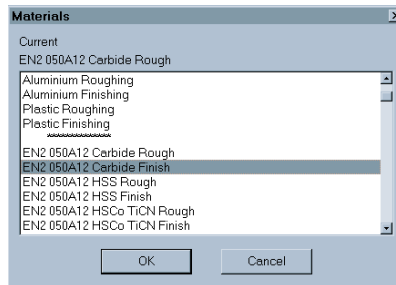 Materials
Current
EN2 050A12 Carbide Rough
Aluminium Roughing
Aluminium Finishing
Plastic Roughing
Plastic Finishing
**************
EN2 050A12 Carbide Rough
EN2 050A12 Carbide Finish
EN2 050A12 HSS Rough
EN2 050A12 HSS Finish
EN2 050A12 HSCo TiCN Rough
EN2 050A12 HSCo TiCN Finish
OK Cancel